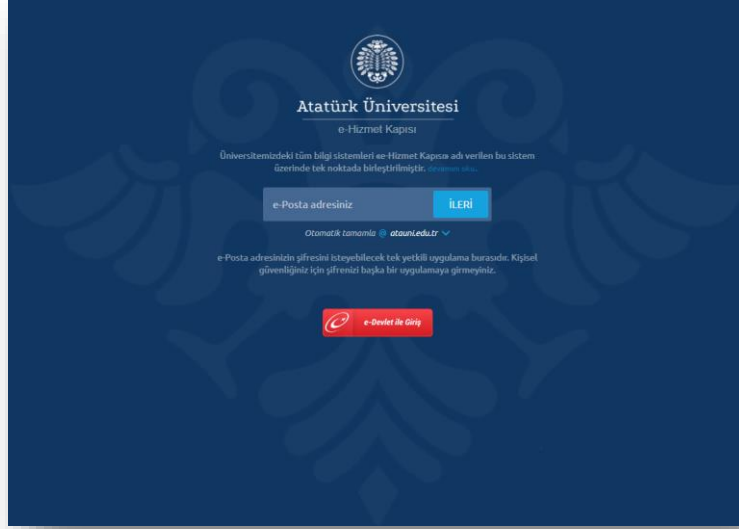 Atatürk Üniversitesi
e-Hizmet Kapısı
Üniversitemizdeki tüm bilgi sistemleri «e-Hizmet Kapısı» adı verilen bu sistem
üzerinde tek noktada birleştirilmiştir. devamını oku.
e-Posta adresiniz
İLERİ
Otomatik tamamla @ atauni.edu.tr
e-Posta adresinizin şifresini isteyebilecek tek yetkili uygulama burasıdır. Kişisel
güvenliğiniz için şifrenizi başka bir uygulamaya girmeyiniz.
e-Devlet ile Giriş